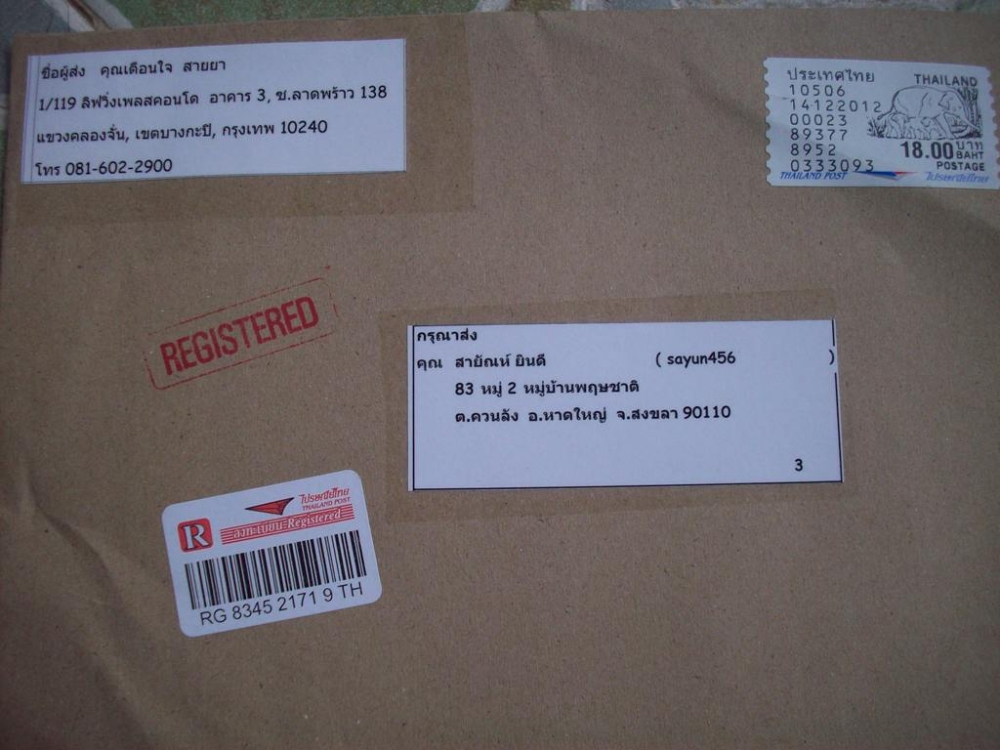 ชื่อผู้ส่ง คุณเดือนใจ สายยา
1/119 ลิฟวิ่งเพลสคอนโด อาคาร 3, ซ.ลาดพร้าว 138
แขวงคลองจั่น, เขตบางกะปิ, กรุงเทพ 10240
โทร 081-602-2900
ประเทศไทย THAILAND
10506
14122012
00023
89377
8952 18.00 บาท BAHT
0333093 POSTAGE
THAILAND POST ไปรษณีย์ไทย
REGISTERED
กรุณาส่ง
คุณ สายัณห์ ยินดี ( sayun456 )
83 หมู่ 2 หมู่บ้านพฤษชาติ
ต.ควนลัง อ.หาดใหญ่ จ.สงขลา 90110
3
ไปรษณีย์ไทย
THAILAND POST
R ลงทะเบียน Registered
RG 8345 2171 9 TH